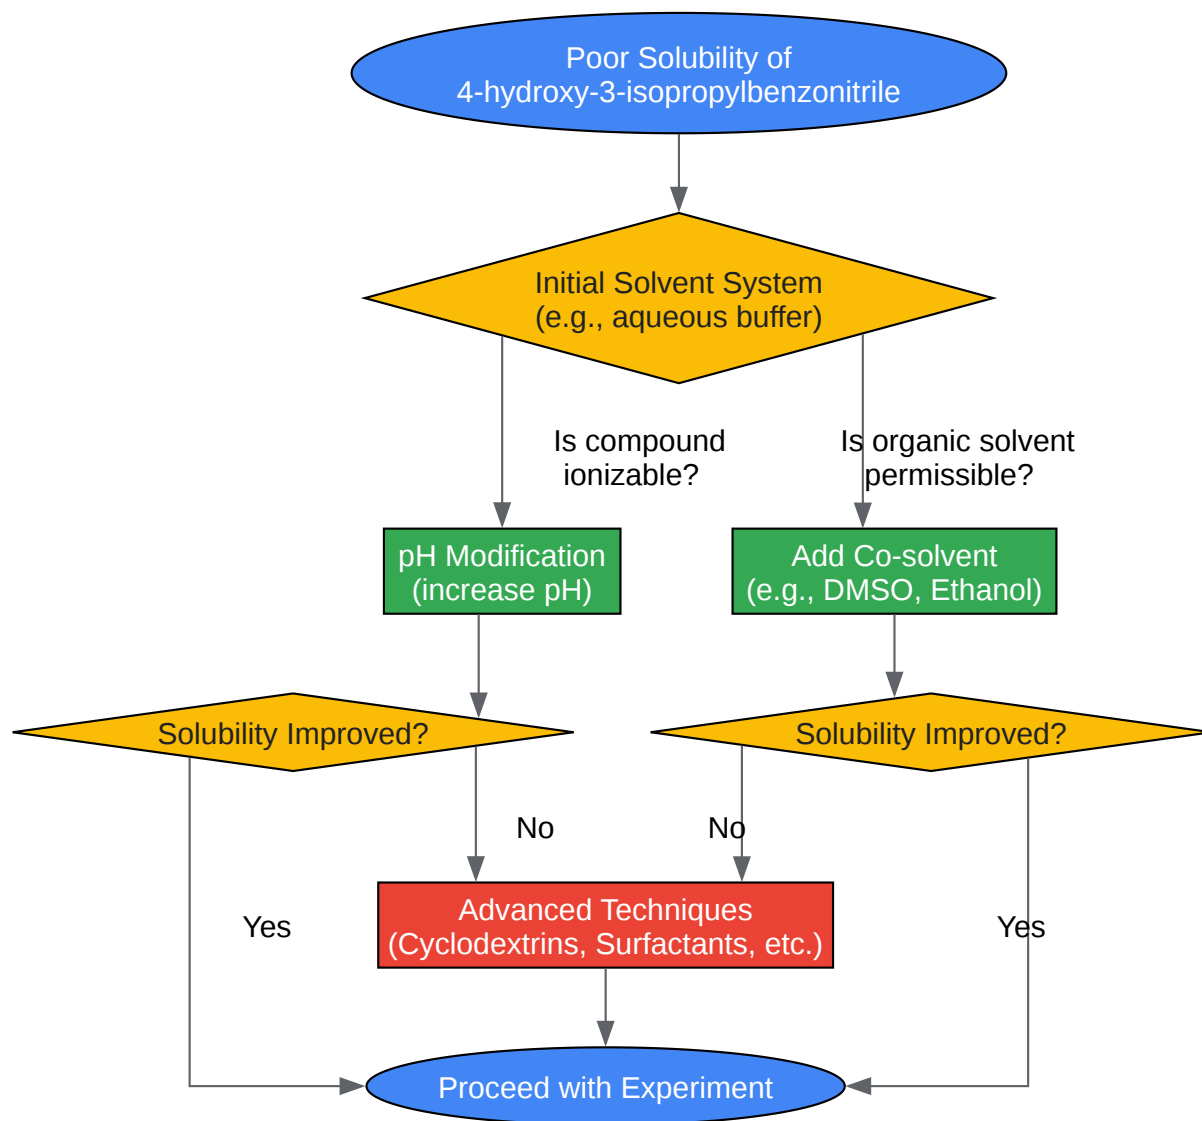 Poor Solubility of
4-hydroxy-3-isopropylbenzonitrile
Initial Solvent System
(e.g., aqueous buffer)
Is compound
ionizable?
Is organic solvent
permissible?
pH Modification
(increase pH)
Add Co-solvent
(e.g., DMSO, Ethanol)
Solubility Improved?
Solubility Improved?
No
No
Advanced Techniques
(Cyclodextrins, Surfactants, etc.)
Yes
Yes
Proceed with Experiment